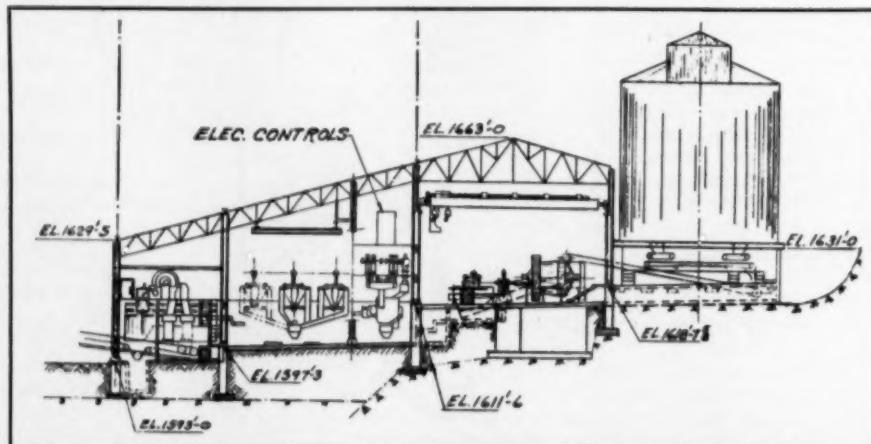 ELEC. CONTROLS
EL. 1663'-0
EL. 1629'-5
EL. 1631'-0
EL. 1597'-3
EL. 1611'-6